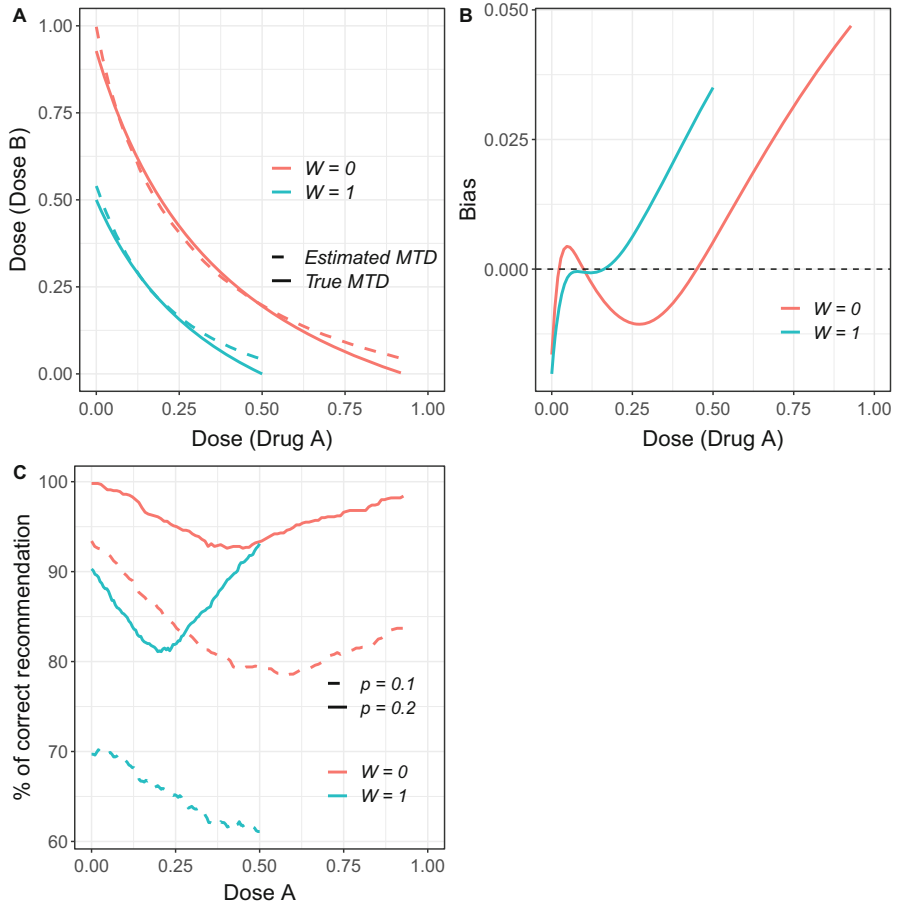 A
1.00
0.75
0.50
0.25
0.00
Dose (Dose B)
W = 0
W = 1
Estimated MTD
True MTD
0.00 0.25 0.50 0.75 1.00
Dose (Drug A)
B
0.050
0.025
0.000
Bias
W = 0
W = 1
0.00 0.25 0.50 0.75 1.00
Dose (Drug A)
C
100
90
80
70
60
% of correct recommendation
p = 0.1
p = 0.2
W = 0
W = 1
0.00 0.25 0.50 0.75 1.00
Dose A